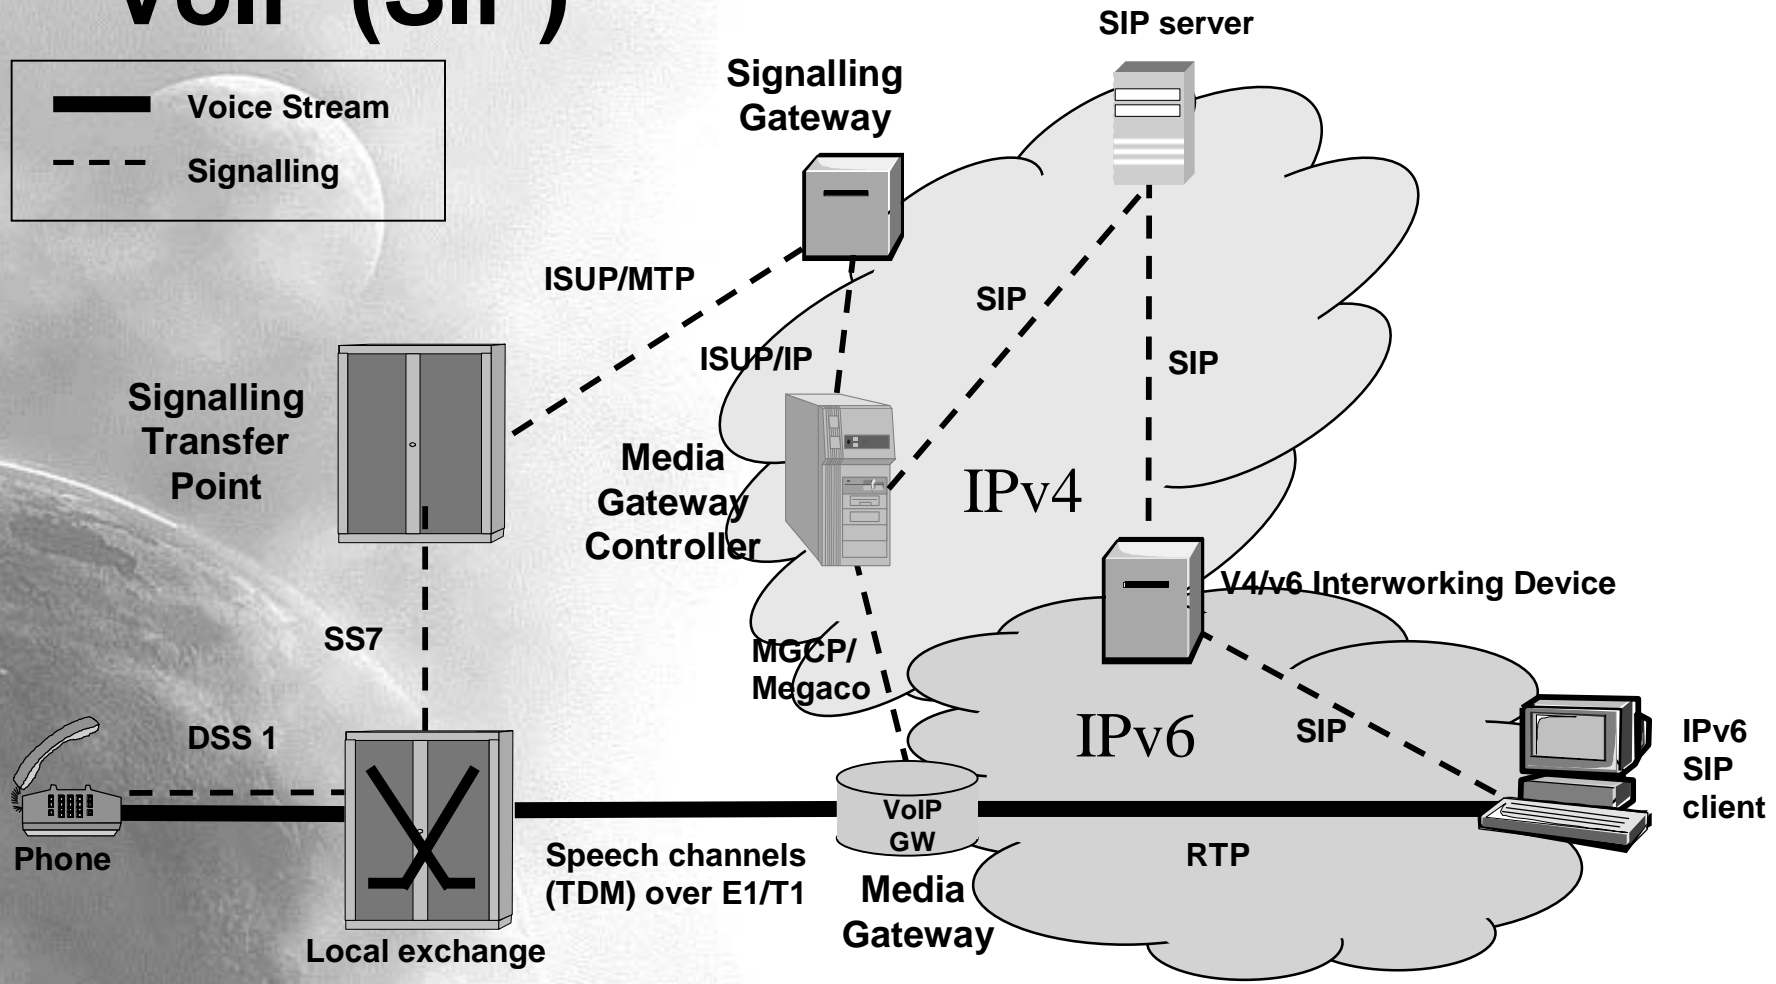 VoIP (SIP)
SIP server
Signalling
Gateway
Voice Stream
Signalling
ISUP/MTP
SIP
ISUP/IP
SIP
Signalling
Transfer
Point
Media
Gateway
Controller
IPv4
V4/v6 Interworking Device
SS7
MGCP/
Megaco
DSS 1
IPv6
SIP
IPv6
SIP
client
VoIP
GW
Phone
Speech channels
(TDM) over E1/T1
RTP
Media
Gateway
Local exchange